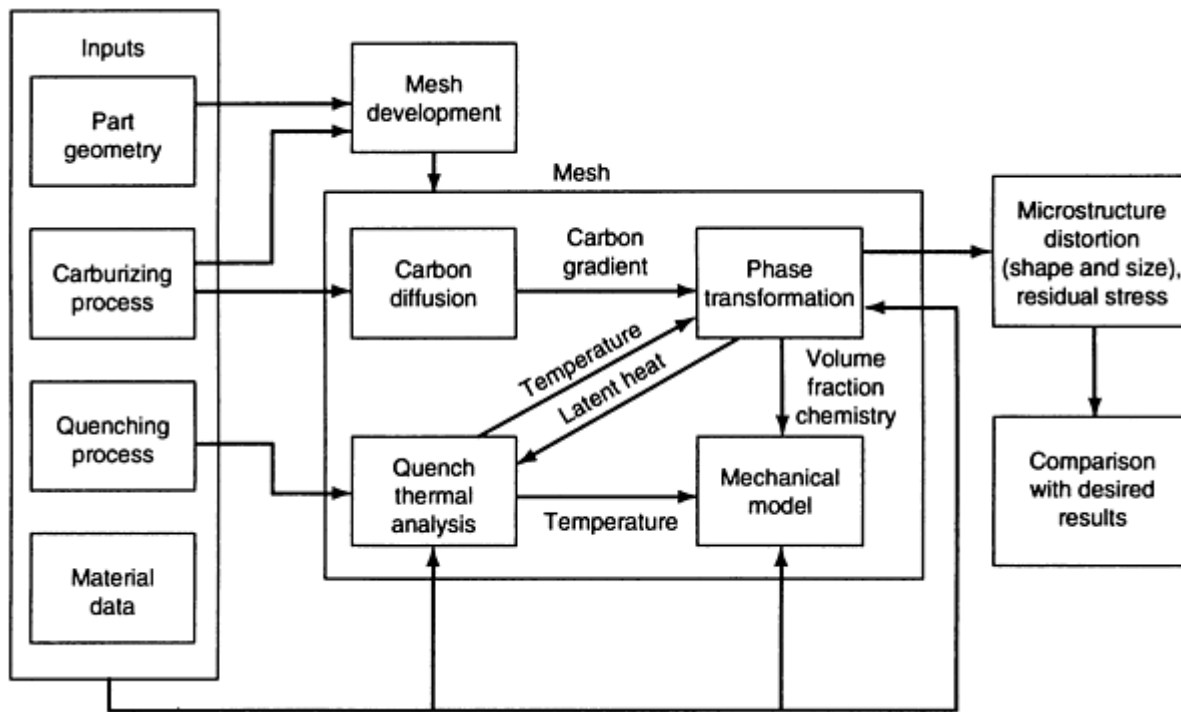 Inputs
Part
geometry
Carburizing
process
Quenching
process
Material
data
Mesh
development
Mesh
Carbon
diffusion
Carbon
gradient
Phase
transformation
Temperature
Latent heat
Volume
fraction
chemistry
Quench
thermal
analysis
Temperature
Mechanical
model
Microstructure
distortion
(shape and size),
residual stress
Comparison
with desired
results